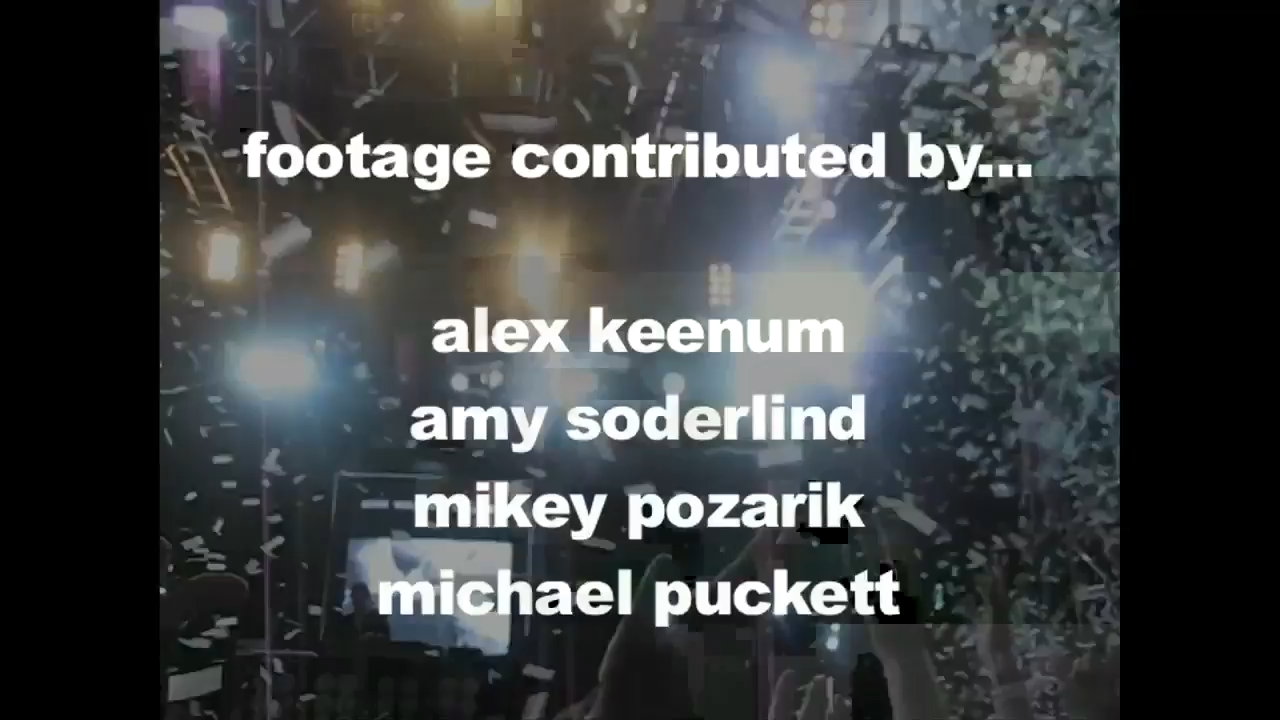 footage contributed by...
alex keenum
amy soderlind
mikey pozarik
michael puckett